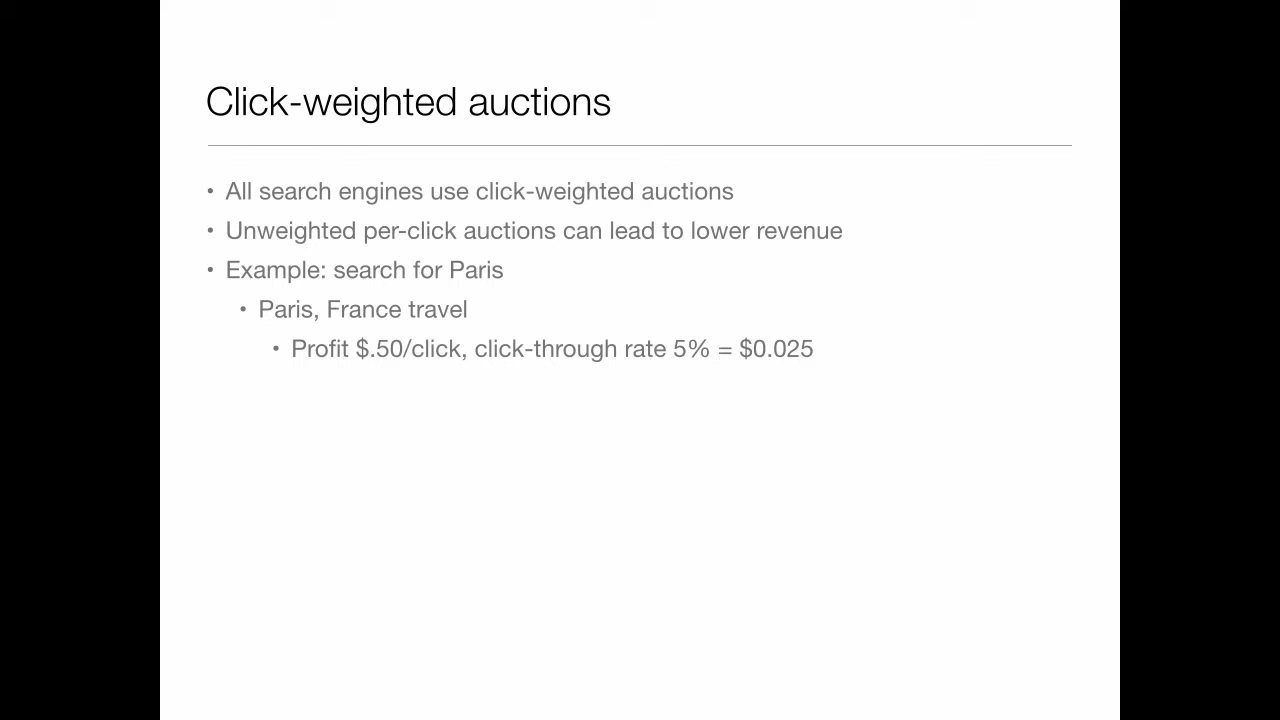 Click-weighted auctions
• All search engines use click-weighted auctions
• Unweighted per-click auctions can lead to lower revenue
• Example: search for Paris
• Paris, France travel
• Profit $.50/click, click-through rate 5% = $0.025